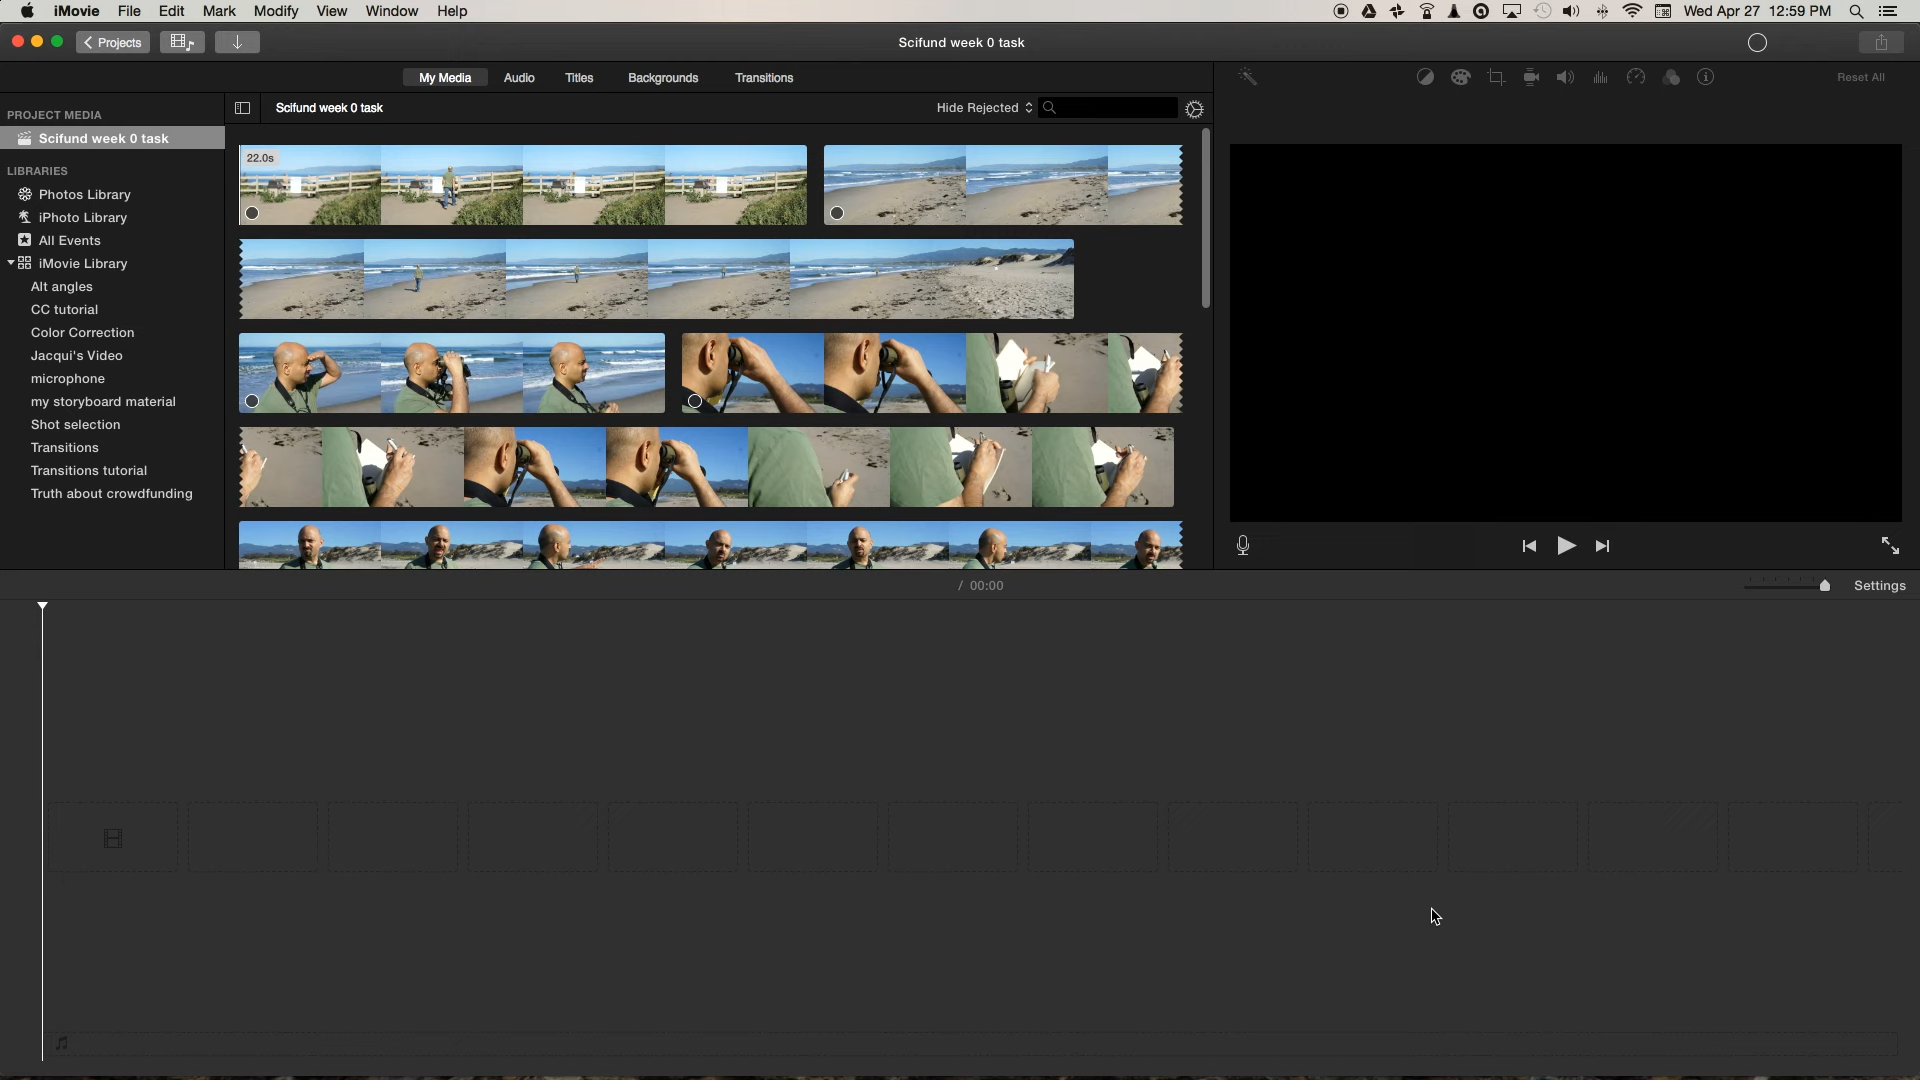 iMovie File Edit Mark Modify View Window Help Wed Apr 27 12:59 PM
Projects Scifund week 0 task
My Media Audio Titles Backgrounds Transitions Reset All
PROJECT MEDIA
Scifund week 0 task
LIBRARIES
Photos Library
iPhoto Library
All Events
iMovie Library
Alt angles
CC tutorial
Color Correction
Jacqui's Video
microphone
my storyboard material
Shot selection
Transitions
Transitions tutorial
Truth about crowdfunding
Scifund week 0 task Hide Rejected
22.0s
/ 00:00 Settings